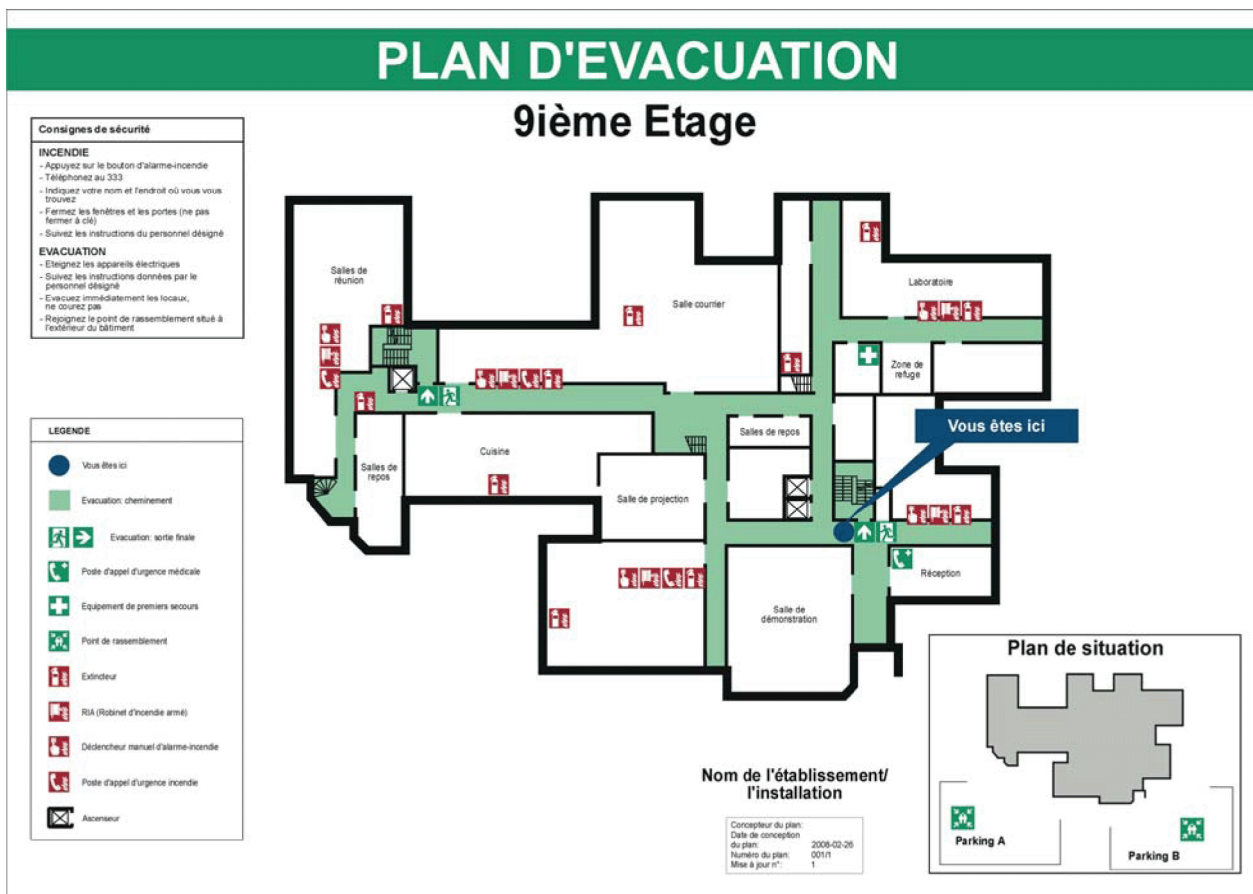 PLAN D'EVACUATION
9ième Etage
Consignes de sécurité
INCENDIE
- Appuyez sur le bouton d'alarme-incendie
- Téléphonez au 333
- Indiquez votre nom et l'endroit où vous vous
trouvez
- Fermez les fenêtres et les portes (ne pas
fermer à clé)
- Suivez les instructions du personnel désigné
EVACUATION
- Eteignez les appareils électriques
- Suivez les instructions données par le
personnel désigné
- Evacuez immédiatement les locaux,
ne courez pas
- Rejoignez le point de rassemblement situé à
l'extérieur du bâtiment
LEGENDE
Vous êtes ici
Evacuation: cheminement
Evacuation: sortie finale
Poste d'appel d'urgence médicale
Equipement de premiers secours
Point de rassemblement
Extincteur
RIA (Robinet d'incendie armé)
Déclencheur manuel d'alarme-incendie
Poste d'appel d'urgence incendie
Ascenseur
Salles de
réunion
Salle courrier
Laboratoire
Zone de
refuge
Vous êtes ici
Salles de repos
Cuisine
Salles de
repos
Salle de projection
Réception
Salle de
démonstration
Plan de situation
Parking A
Parking B
Nom de l'établissement/
l'installation
Concepteur du plan:
Date de conception
du plan: 2008-02-26
Numéro du plan: 001/1
Mise à jour n°: 1